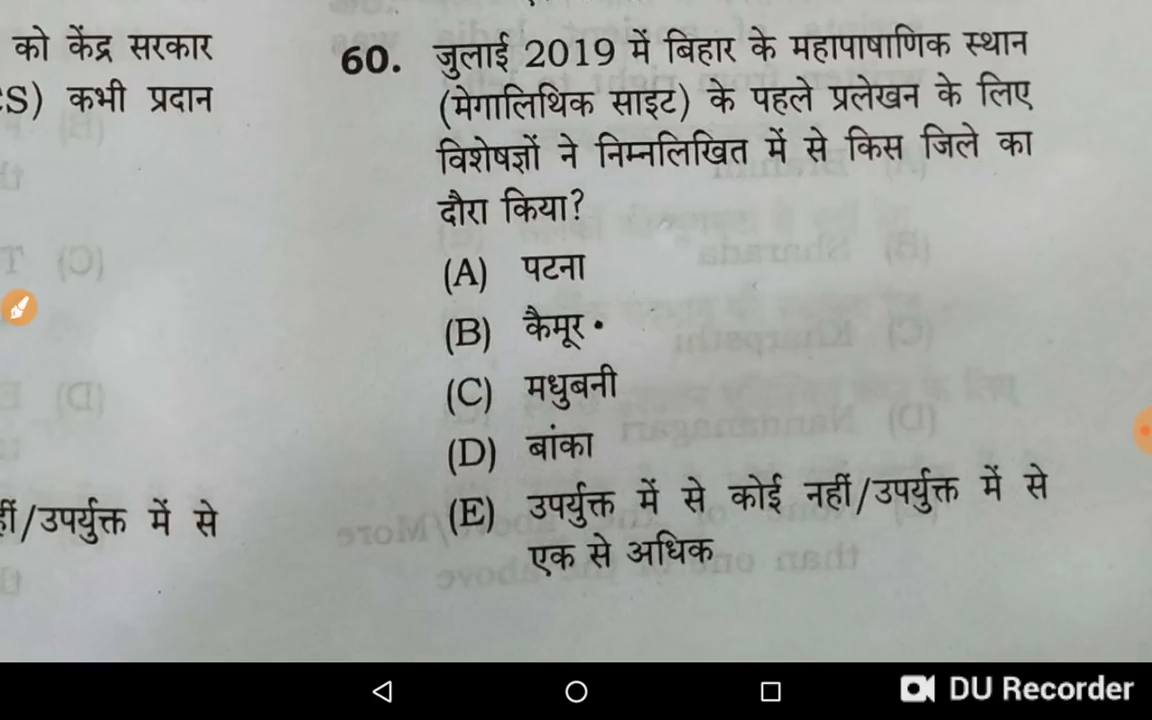 को केंद्र सरकार
CS) कभी प्रदान
हीं/उपर्युक्त में से
60. जुलाई 2019 में बिहार के महापाषाणिक स्थान
(मेगालिथिक साइट) के पहले प्रलेखन के लिए
विशेषज्ञों ने निम्नलिखित में से किस जिले का
दौरा किया?
(A) पटना
(B) कैमूर
(C) मधुबनी
(D) बांका
(E) उपर्युक्त में से कोई नहीं/उपर्युक्त में से
एक से अधिक
DU Recorder